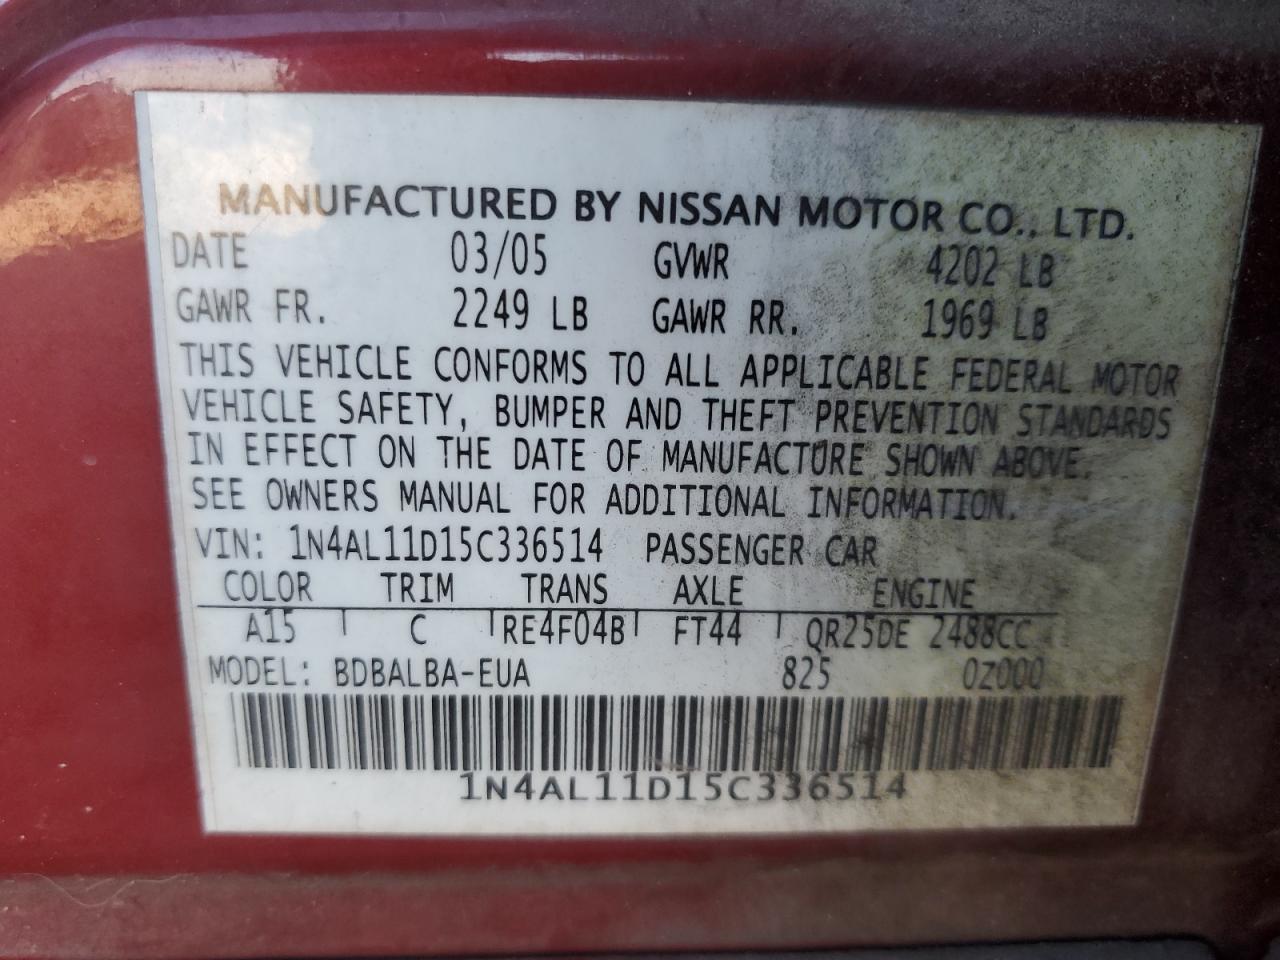 MANUFACTURED BY NISSAN MOTOR CO., LTD.
DATE 03/05 GVWR 4202 LB
GAWR FR. 2249 LB GAWR RR. 1969 LB
THIS VEHICLE CONFORMS TO ALL APPLICABLE FEDERAL MOTOR
VEHICLE SAFETY, BUMPER AND THEFT PREVENTION STANDARDS
IN EFFECT ON THE DATE OF MANUFACTURE SHOWN ABOVE.
SEE OWNERS MANUAL FOR ADDITIONAL INFORMATION.
VIN: 1N4AL11D15C336514 PASSENGER CAR
COLOR TRIM TRANS AXLE ENGINE
A15 C RE4F04B FT44 QR25DE 2488CC
MODEL: BDBALBA-EUA 825 0Z000
1N4AL11D15C336514